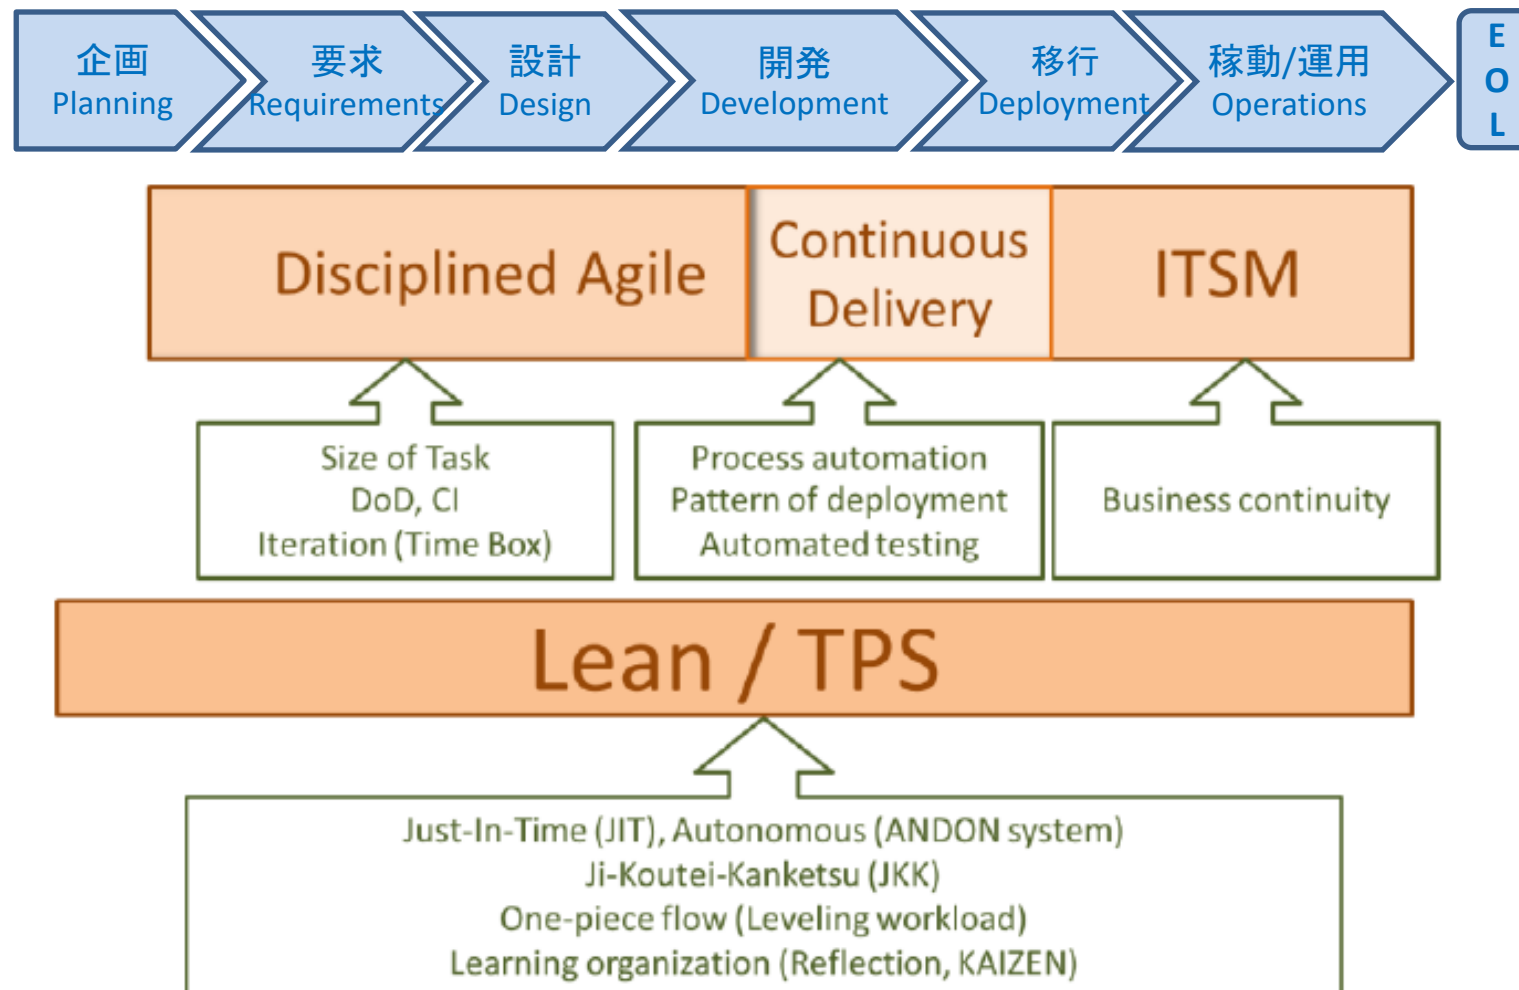 企画
Planning
要求
Requirements
設計
Design
開発
Development
移行
Deployment
稼動/運用
Operations
E
O
L
Disciplined Agile
Continuous
Delivery
ITSM
Size of Task
DoD, CI
Iteration (Time Box)
Process automation
Pattern of deployment
Automated testing
Business continuity
Lean / TPS
Just-In-Time (JIT), Autonomous (ANDON system)
Ji-Koutei-Kanketsu (JKK)
One-piece flow (Leveling workload)
Learning organization (Reflection, KAIZEN)